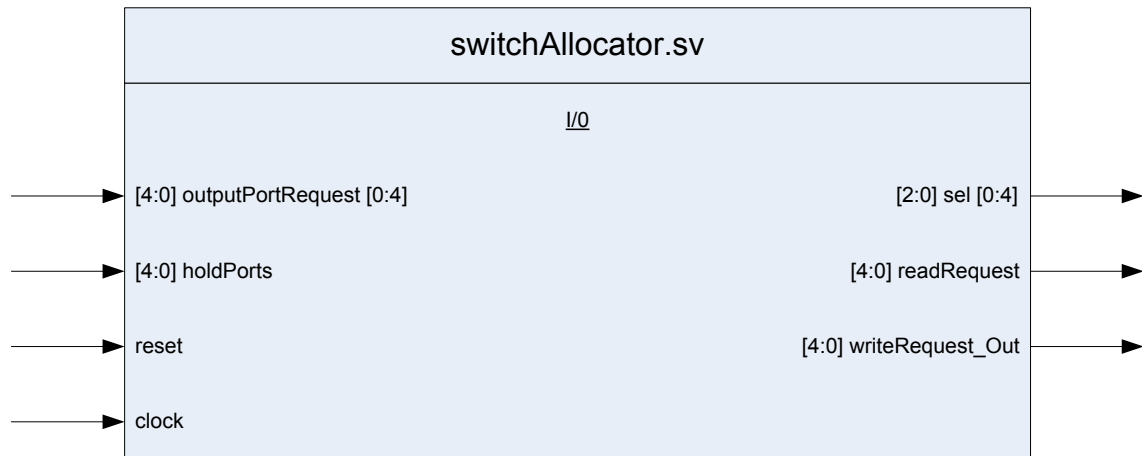 switchAllocator.sv
I/0
[4:0] outputPortRequest [0:4]
[2:0] sel [0:4]
[4:0] holdPorts
[4:0] readRequest
reset
[4:0] writeRequest_Out
clock